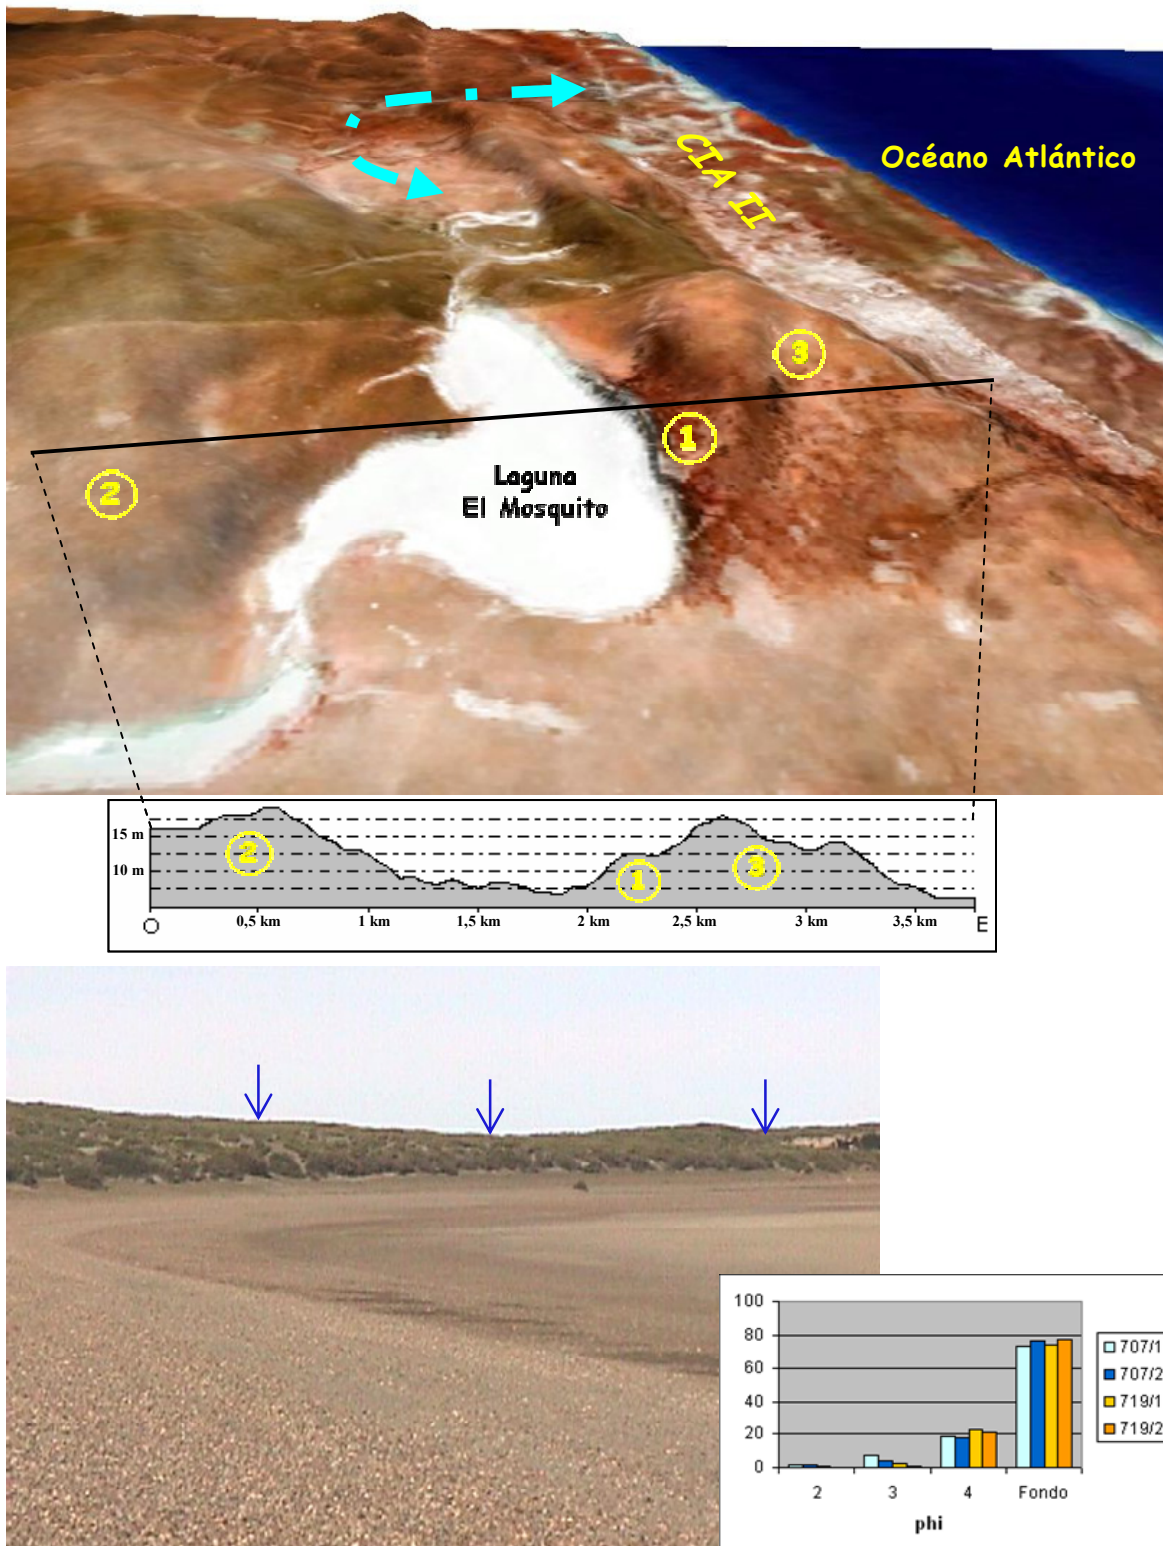 Océano Atlántico
CIA II
3
1
2
Laguna
El Mosquito
15 m
10 m
2
1
3
O
0,5 km
1 km
1,5 km
2 km
2,5 km
3 km
3,5 km
E
100
80
60
40
20
0
2
3
4
Fondo
phi
707/1
707/2
719/1
719/2